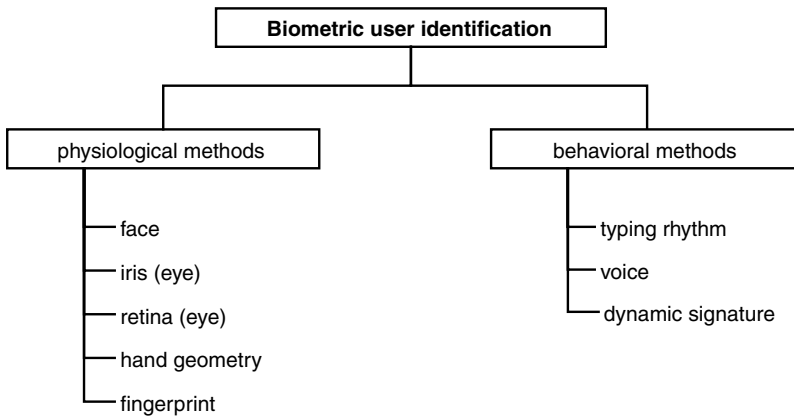 Biometric user identification
physiological methods
face
iris (eye)
retina (eye)
hand geometry
fingerprint
behavioral methods
typing rhythm
voice
dynamic signature